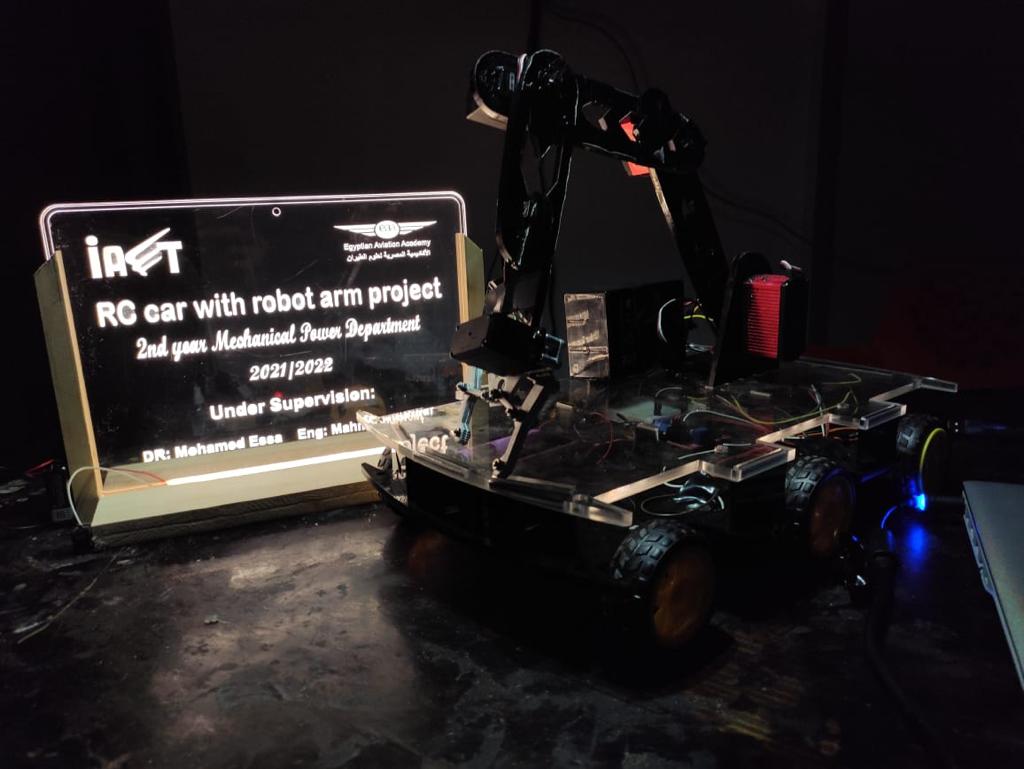 iAET
Egyptian Aviation Academy
الأكاديمية المصرية لعلوم الطيران
RC car with robot arm project
2nd year Mechanical Power Department
2021/2022
Under Supervision:
DR: Mohamed Essa Eng: